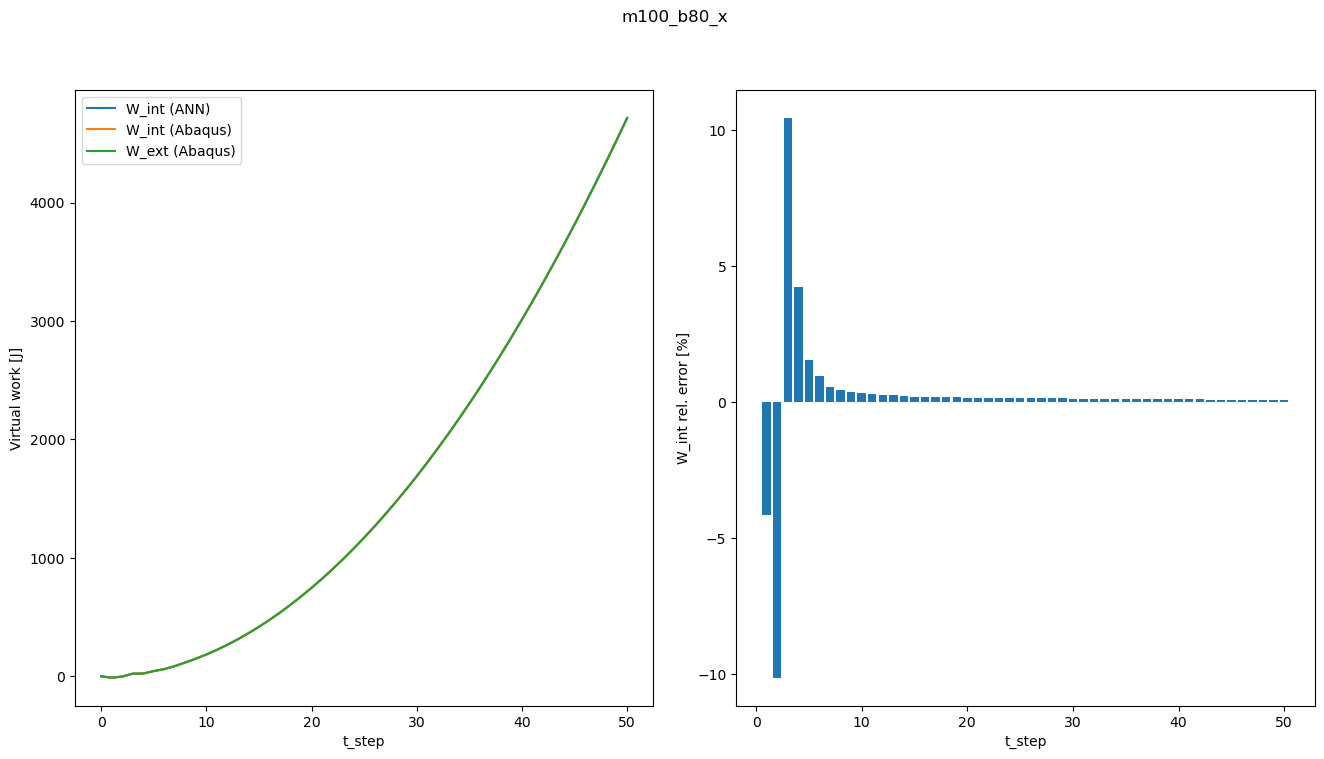 m100_b80_x
W_int (ANN)
W_int (Abaqus)
W_ext (Abaqus)
Virtual work [J]
4000
3000
2000
1000
0
0 10 20 30 40 50
t_step
W_int rel. error [%]
10
5
0
−5
−10
0 10 20 30 40 50
t_step